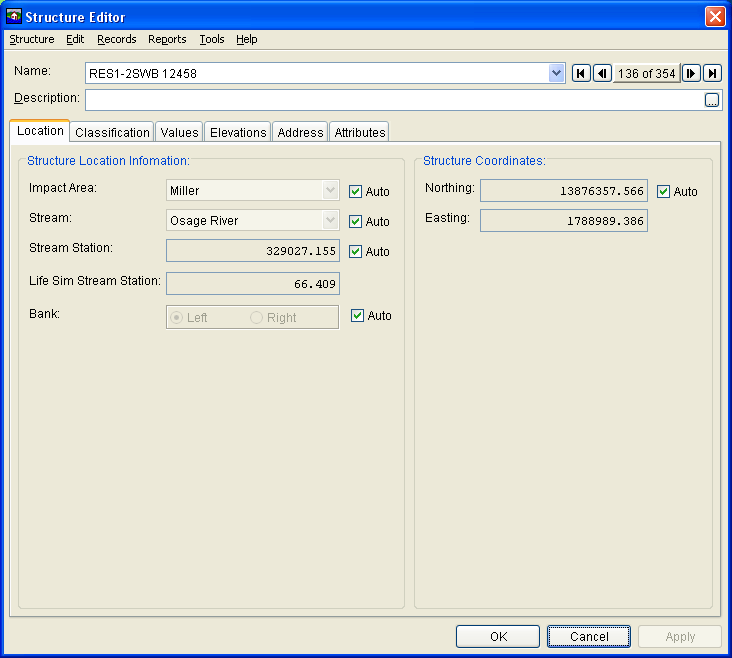 Structure Editor
Structure Edit Records Reports Tools Help
Name: RES1-2SWB 12458 136 of 354
Description: ...
Location Classification Values Elevations Address Attributes
Structure Location Infomation: Structure Coordinates:
Impact Area: Miller Auto Northing: 13876357.566 Auto
Stream: Osage River Auto Easting: 1788989.386
Stream Station: 329027.155 Auto
Life Sim Stream Station: 66.409
Bank: Left Right Auto
OK Cancel Apply